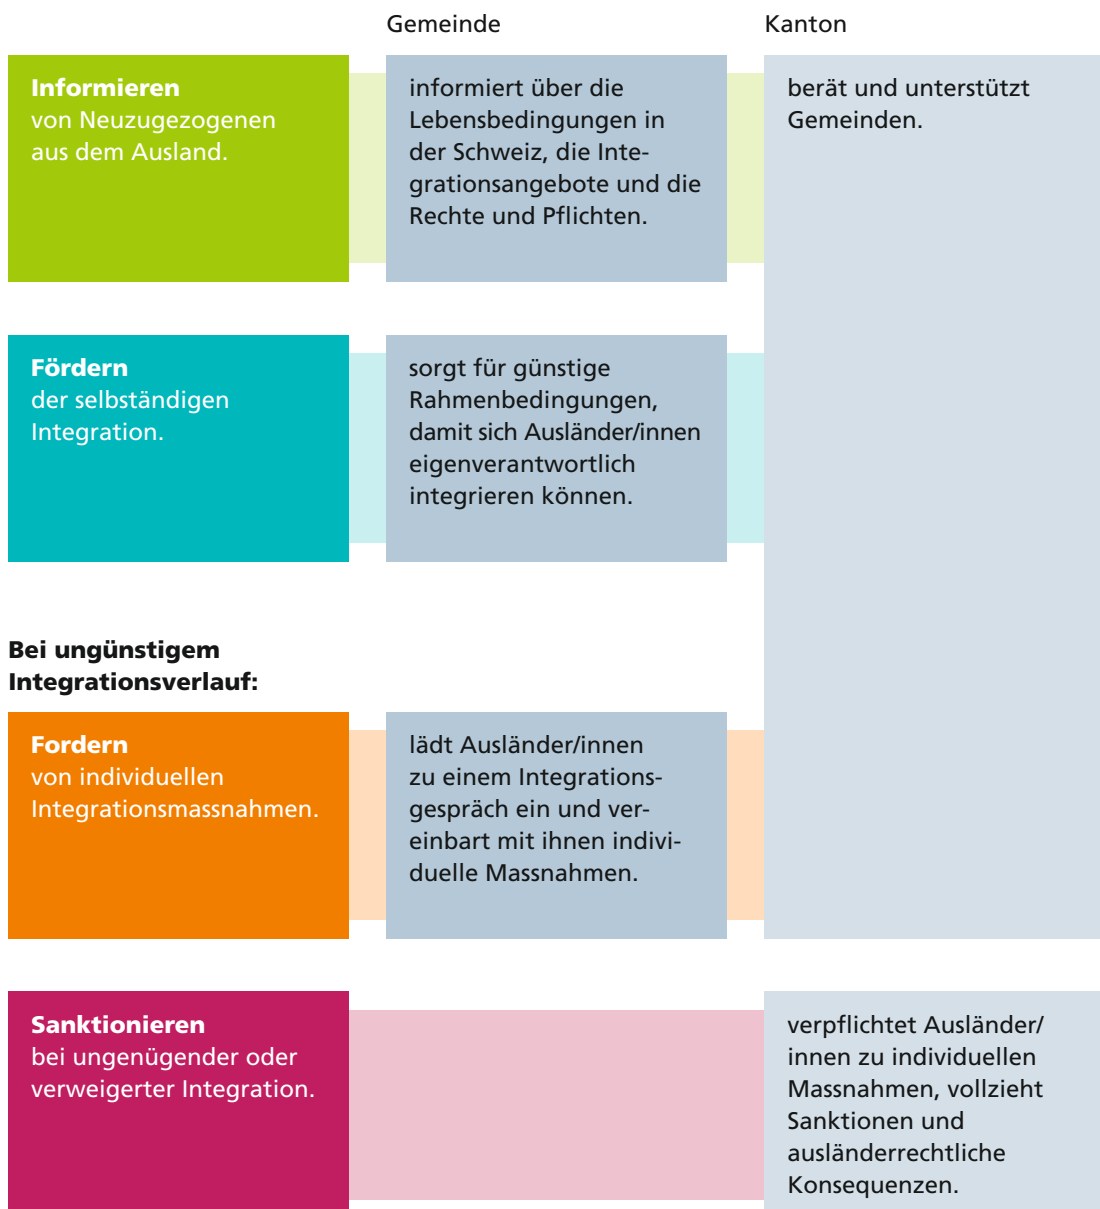 Gemeinde
Kanton
Informieren
von Neuzugezogenen
aus dem Ausland.
informiert über die
Lebensbedingungen in
der Schweiz, die Inte-
grationsangebote und die
Rechte und Pflichten.
berät und unterstützt
Gemeinden.
Fördern
der selbständigen
Integration.
sorgt für günstige
Rahmenbedingungen,
damit sich Ausländer/innen
eigenverantwortlich
integrieren können.
Bei ungünstigem
Integrationsverlauf:
Fordern
von individuellen
Integrationsmassnahmen.
lädt Ausländer/innen
zu einem Integrations-
gespräch ein und ver-
einbart mit ihnen indivi-
duelle Massnahmen.
Sanktionieren
bei ungenügender oder
verweigerter Integration.
verpflichtet Ausländer/
innen zu individuellen
Massnahmen, vollzieht
Sanktionen und
ausländerrechtliche
Konsequenzen.